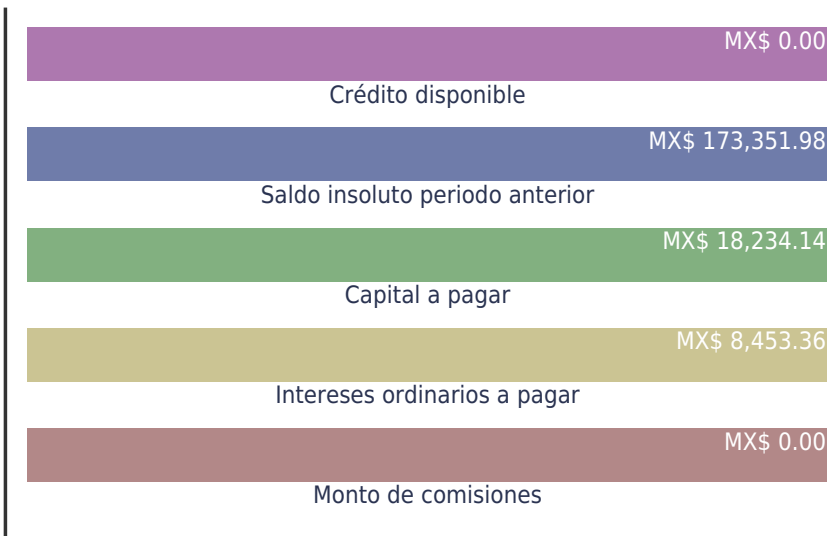 MX$ 0.00
Crédito disponible
MX$ 173,351.98
Saldo insoluto periodo anterior
MX$ 18,234.14
Capital a pagar
MX$ 8,453.36
Intereses ordinarios a pagar
MX$ 0.00
Monto de comisiones